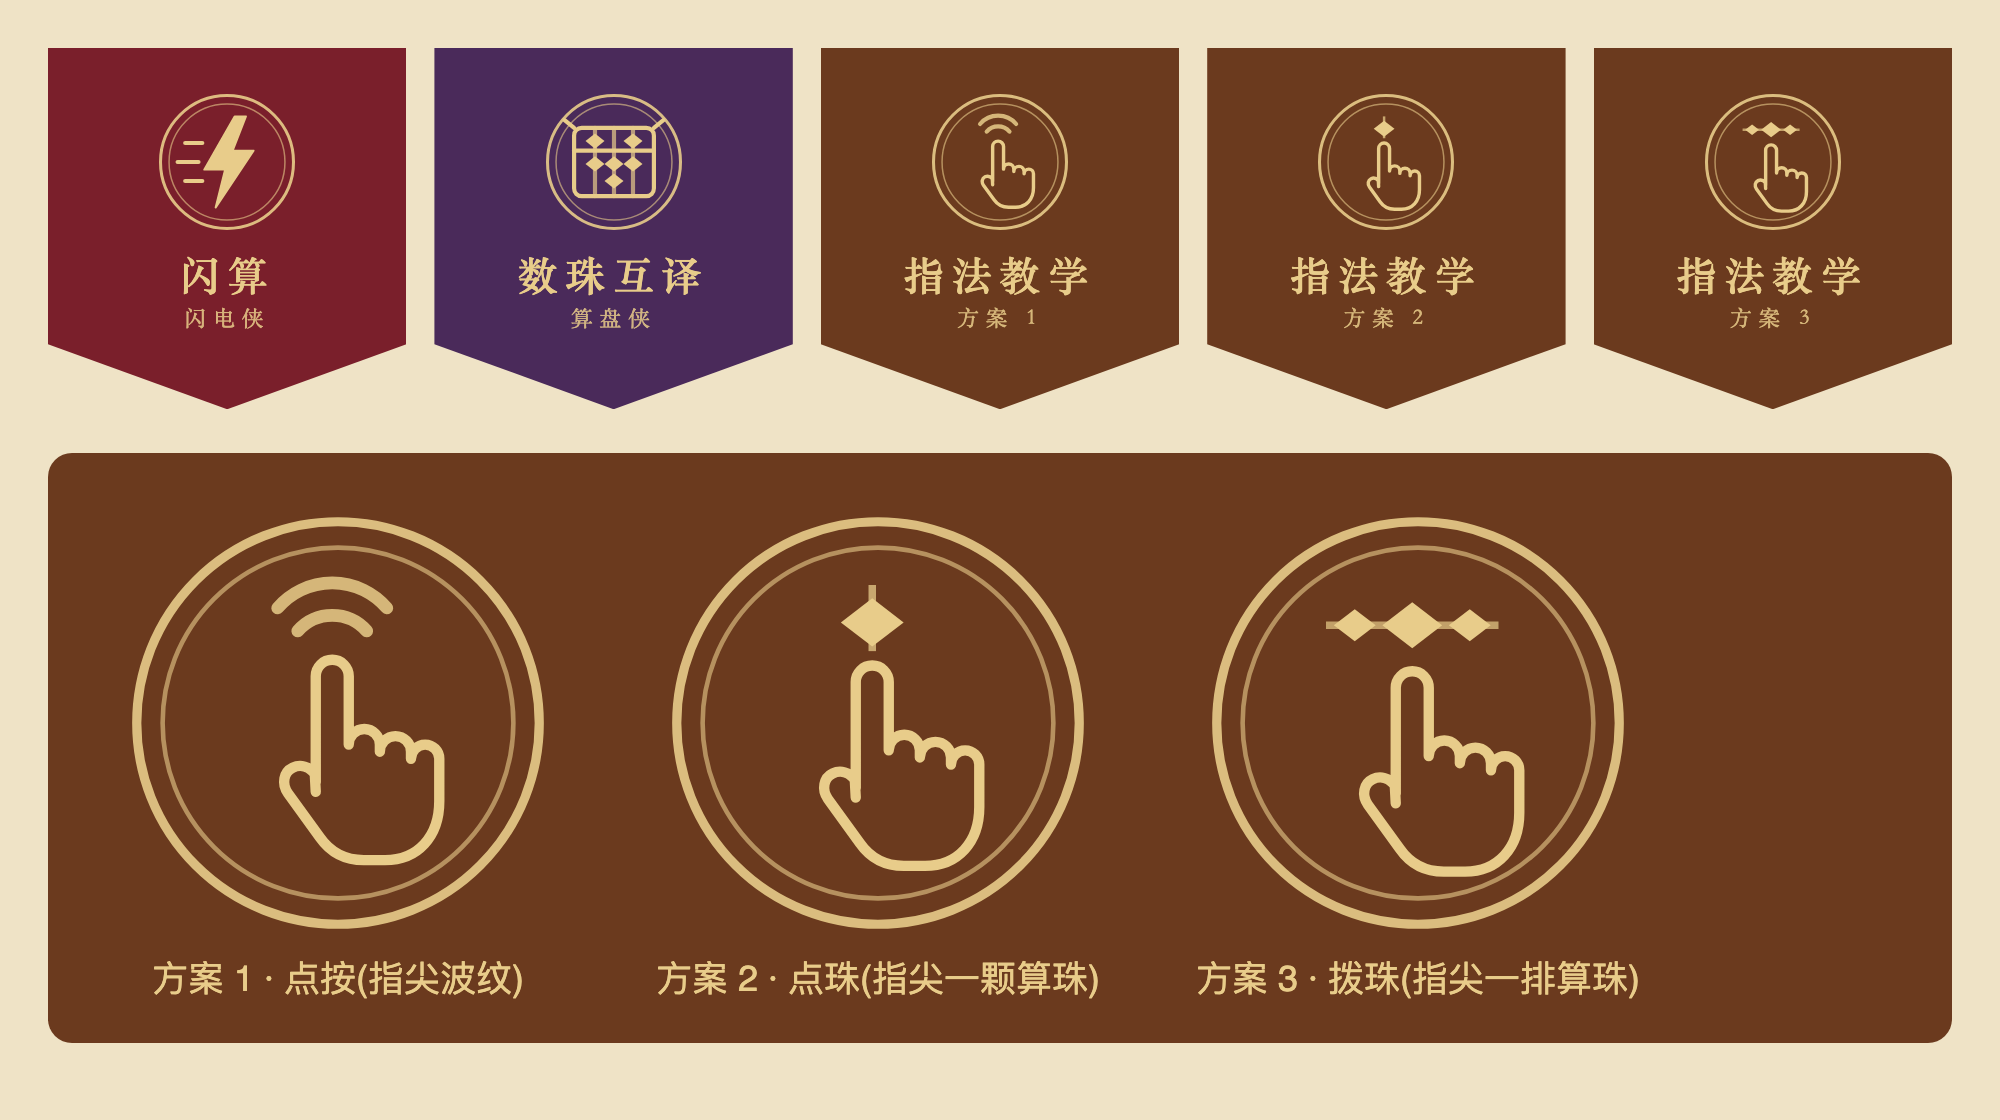 闪算
闪电侠
数珠互译
算盘侠
指法教学
方案 1
指法教学
方案 2
指法教学
方案 3
方案 1 · 点按(指尖波纹)
方案 2 · 点珠(指尖一颗算珠)
方案 3 · 拨珠(指尖一排算珠)